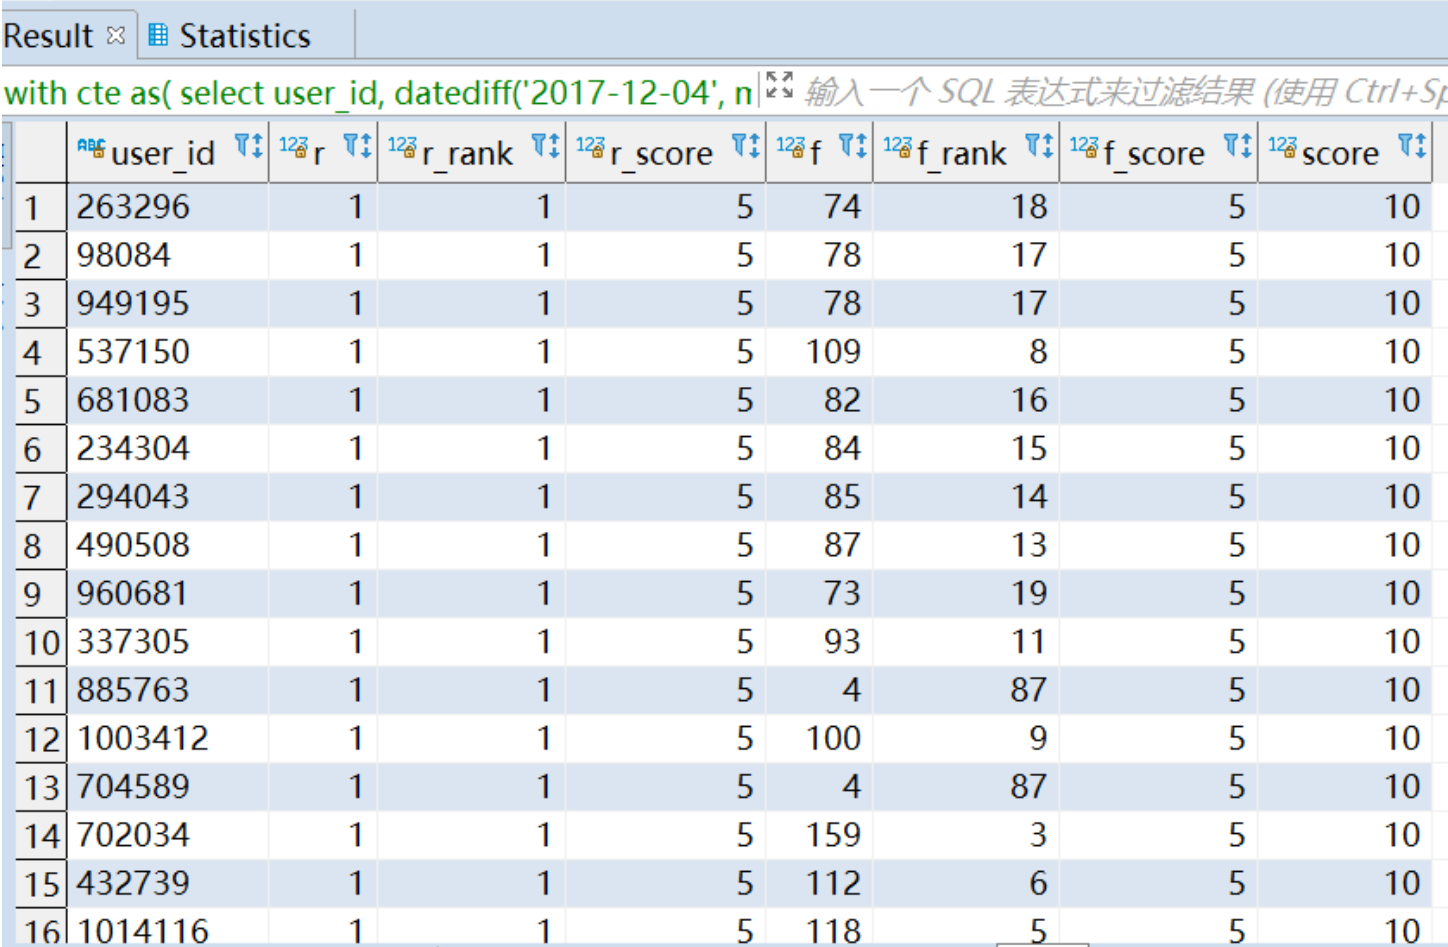 Result Statistics
with cte as( select user_id, datediff('2017-12-04', n 输入一个 SQL 表达式来过滤结果 (使用 Ctrl+Sp
ABC user_id 123 r 123 r_rank 123 r_score 123 f 123 f_rank 123 f_score 123 score
1 263296 1 1 5 74 18 5 10
2 98084 1 1 5 78 17 5 10
3 949195 1 1 5 78 17 5 10
4 537150 1 1 5 109 8 5 10
5 681083 1 1 5 82 16 5 10
6 234304 1 1 5 84 15 5 10
7 294043 1 1 5 85 14 5 10
8 490508 1 1 5 87 13 5 10
9 960681 1 1 5 73 19 5 10
10 337305 1 1 5 93 11 5 10
11 885763 1 1 5 4 87 5 10
12 1003412 1 1 5 100 9 5 10
13 704589 1 1 5 4 87 5 10
14 702034 1 1 5 159 3 5 10
15 432739 1 1 5 112 6 5 10
16 1014116 1 1 5 118 5 5 10